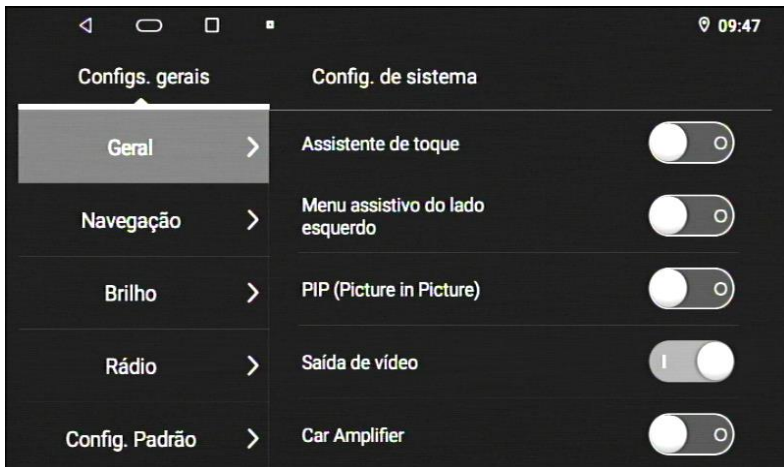 09:47
Configs. gerais
Config. de sistema
Geral
Assistente de toque
Navegação
Menu assistivo do lado
esquerdo
Brilho
PIP (Picture in Picture)
Rádio
Saída de vídeo
Config. Padrão
Car Amplifier